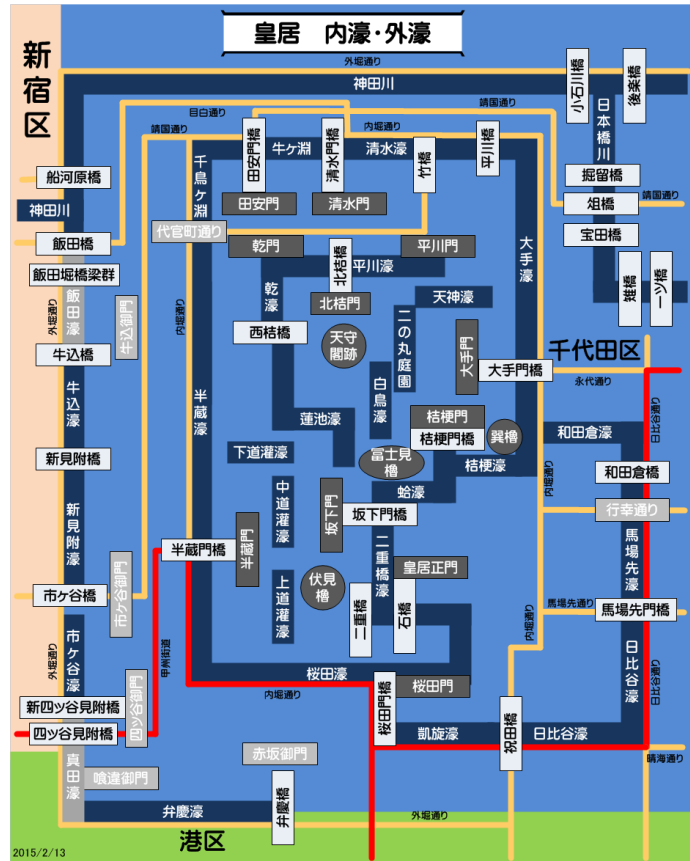 皇居 内濠・外濠
新宿区
外堀通り
神田川
小石川橋
後楽橋
日本橋川
目白通り
靖国通り
靖国通り
内堀通り
田安門橋
牛ヶ淵
清水門橋
清水濠
竹橋
平川橋
千鳥ヶ淵
船河原橋
神田川
掘留橋
俎橋
靖国通り
田安門
清水門
代官町通り
飯田橋
宝田橋
乾門
北桔橋
平川門
平川濠
大手濠
飯田堀橋梁群
外堀通り
飯田濠
牛込御門
内堀通り
乾濠
北桔門
天神濠
雉橋
一ツ橋
西桔橋
天守閣跡
二の丸庭園
大手門
千代田区
牛込橋
大手門橋
永代通り
白鳥濠
日比谷通り
牛込濠
半蔵濠
蓮池濠
桔梗門
桔梗門橋
巽櫓
和田倉濠
新見附橋
下道灌濠
富士見櫓
桔梗濠
和田倉橋
内堀通り
中道灌濠
坂下門
蛤濠
坂下門橋
行幸通り
新見附濠
半蔵門橋
半蔵門
二重橋濠
馬場先濠
皇居正門
市ヶ谷橋
市ヶ谷御門
上道灌濠
伏見櫓
二重橋
石橋
馬場先通り
馬場先門橋
外堀通り
市ヶ谷濠
甲州街道
内堀通り
日比谷濠
日比谷通り
桜田濠
桜田門
新四ッ谷見附橋
四ッ谷御門
内堀通り
桜田門橋
四ッ谷見附橋
凱旋濠
祝田橋
日比谷濠
真田濠
喰違御門
赤坂御門
晴海通り
弁慶濠
弁慶橋
外堀通り
港区
2015/2/13